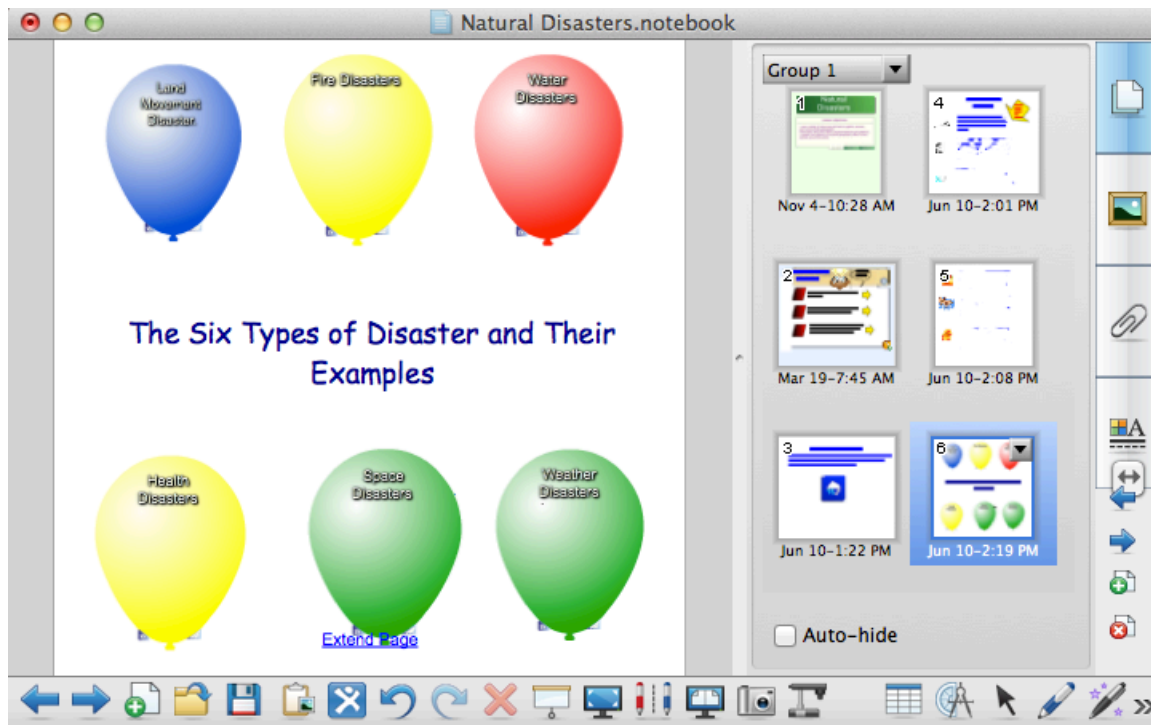 Natural Disasters.notebook
Land
Movement
Disaster
Fire Disasters
Water
Disasters
The Six Types of Disaster and Their
Examples
Health
Disasters
Space
Disasters
Weather
Disasters
Extend Page
Group 1
1
Natural
Disasters
Nov 4-10:28 AM
4
Jun 10-2:01 PM
2
Mar 19-7:45 AM
5
Jun 10-2:08 PM
3
Jun 10-1:22 PM
6
Jun 10-2:19 PM
Auto-hide
A